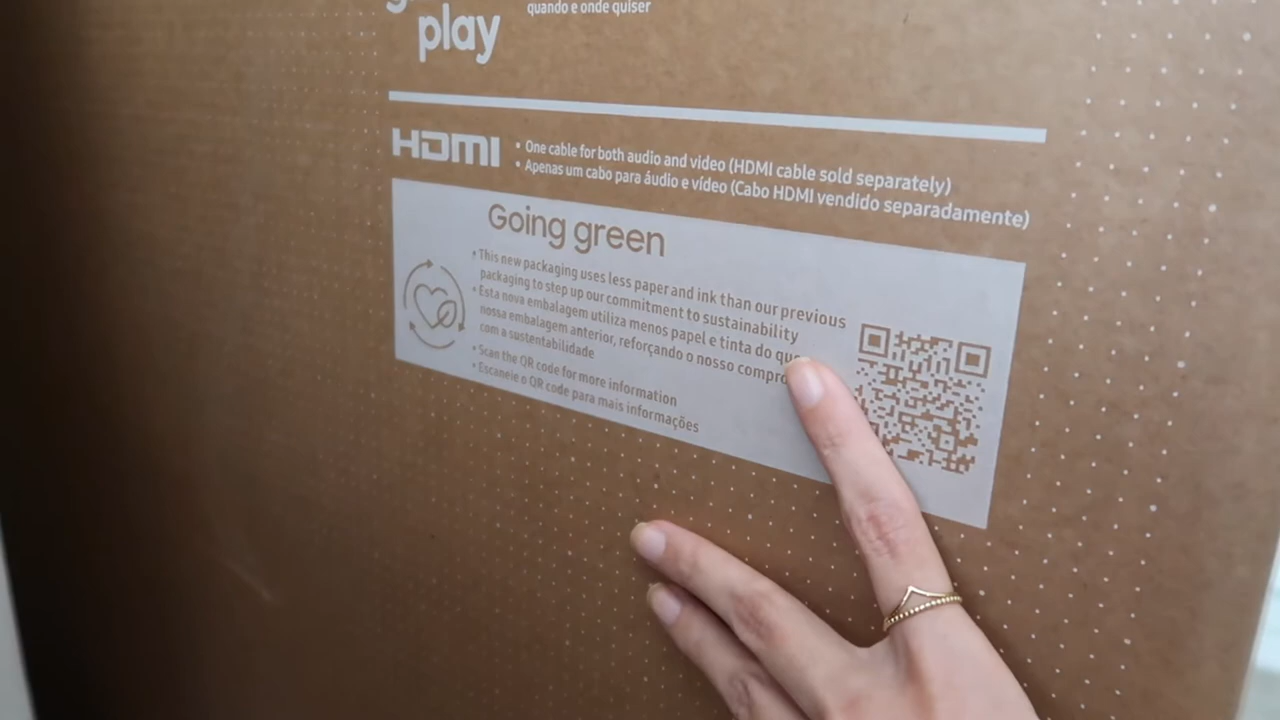 play
quando e onde quiser
HDMI
• One cable for both audio and video (HDMI cable sold separately)
• Apenas um cabo para áudio e vídeo (Cabo HDMI vendido separadamente)
Going green
• This new packaging uses less paper and ink than our previous
packaging to step up our commitment to sustainability
• Esta nova embalagem utiliza menos papel e tinta do que
nossa embalagem anterior, reforçando o nosso
com a sustentabilidade
• Scan the QR code for more information
• Escaneie o QR code para mais informações